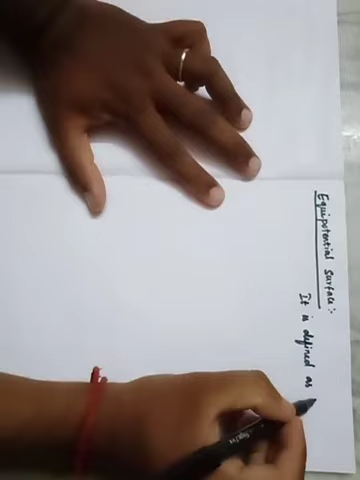 Equipotential Surface:-
It is defined as